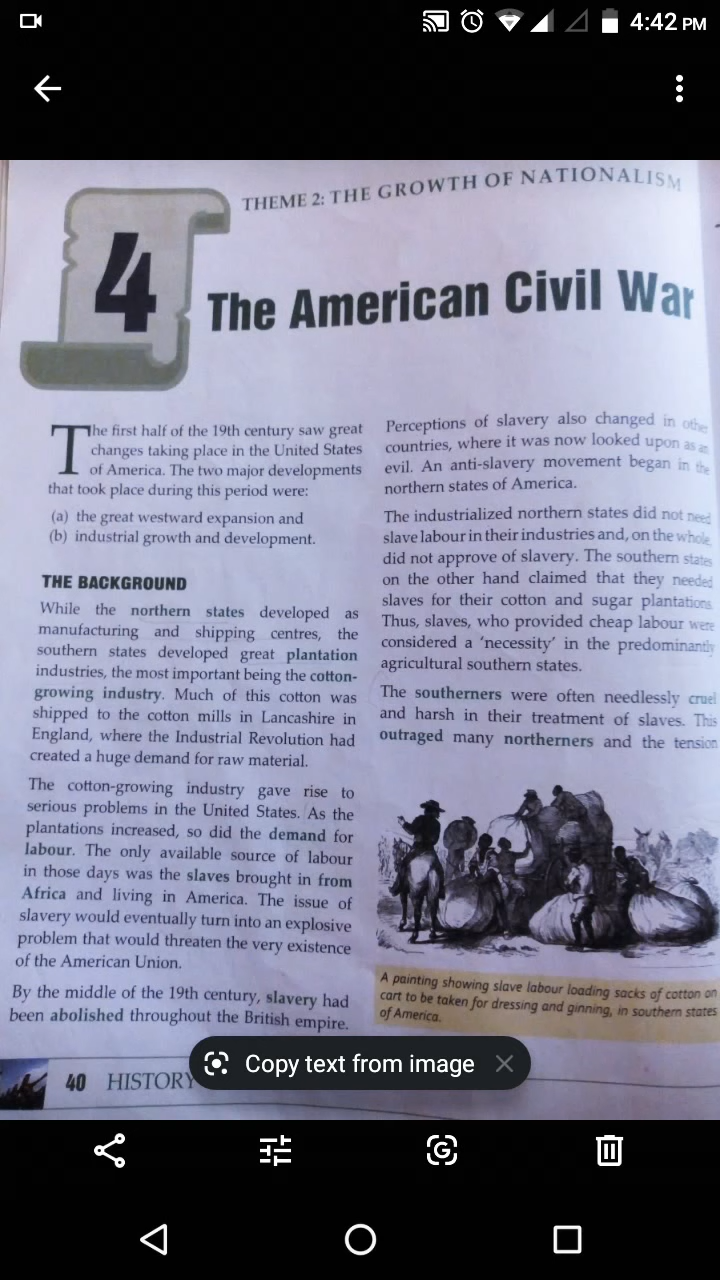 4:42 PM
THEME 2: THE GROWTH OF NATIONALISM
4
The American Civil War
The first half of the 19th century saw great
changes taking place in the United States
of America. The two major developments
that took place during this period were:
(a) the great westward expansion and
(b) industrial growth and development.
THE BACKGROUND
While the northern states developed as
manufacturing and shipping centres, the
southern states developed great plantation
industries, the most important being the cotton-
growing industry. Much of this cotton was
shipped to the cotton mills in Lancashire in
England, where the Industrial Revolution had
created a huge demand for raw material.
The cotton-growing industry gave rise to
serious problems in the United States. As the
plantations increased, so did the demand for
labour. The only available source of labour
in those days was the slaves brought in from
Africa and living in America. The issue of
slavery would eventually turn into an explosive
problem that would threaten the very existence
of the American Union.
By the middle of the 19th century, slavery had
been abolished throughout the British empire.
Perceptions of slavery also changed in othe
countries, where it was now looked upon as an
evil. An anti-slavery movement began in the
northern states of America.
The industrialized northern states did not need
slave labour in their industries and, on the whole,
did not approve of slavery. The southern states
on the other hand claimed that they needed
slaves for their cotton and sugar plantations.
Thus, slaves, who provided cheap labour were
considered a 'necessity' in the predominantly
agricultural southern states.
The southerners were often needlessly cruel
and harsh in their treatment of slaves. This
outraged many northerners and the tension
A painting showing slave labour loading sacks of cotton on
cart to be taken for dressing and ginning, in southern states
of America.
40 HISTORY
Copy text from image